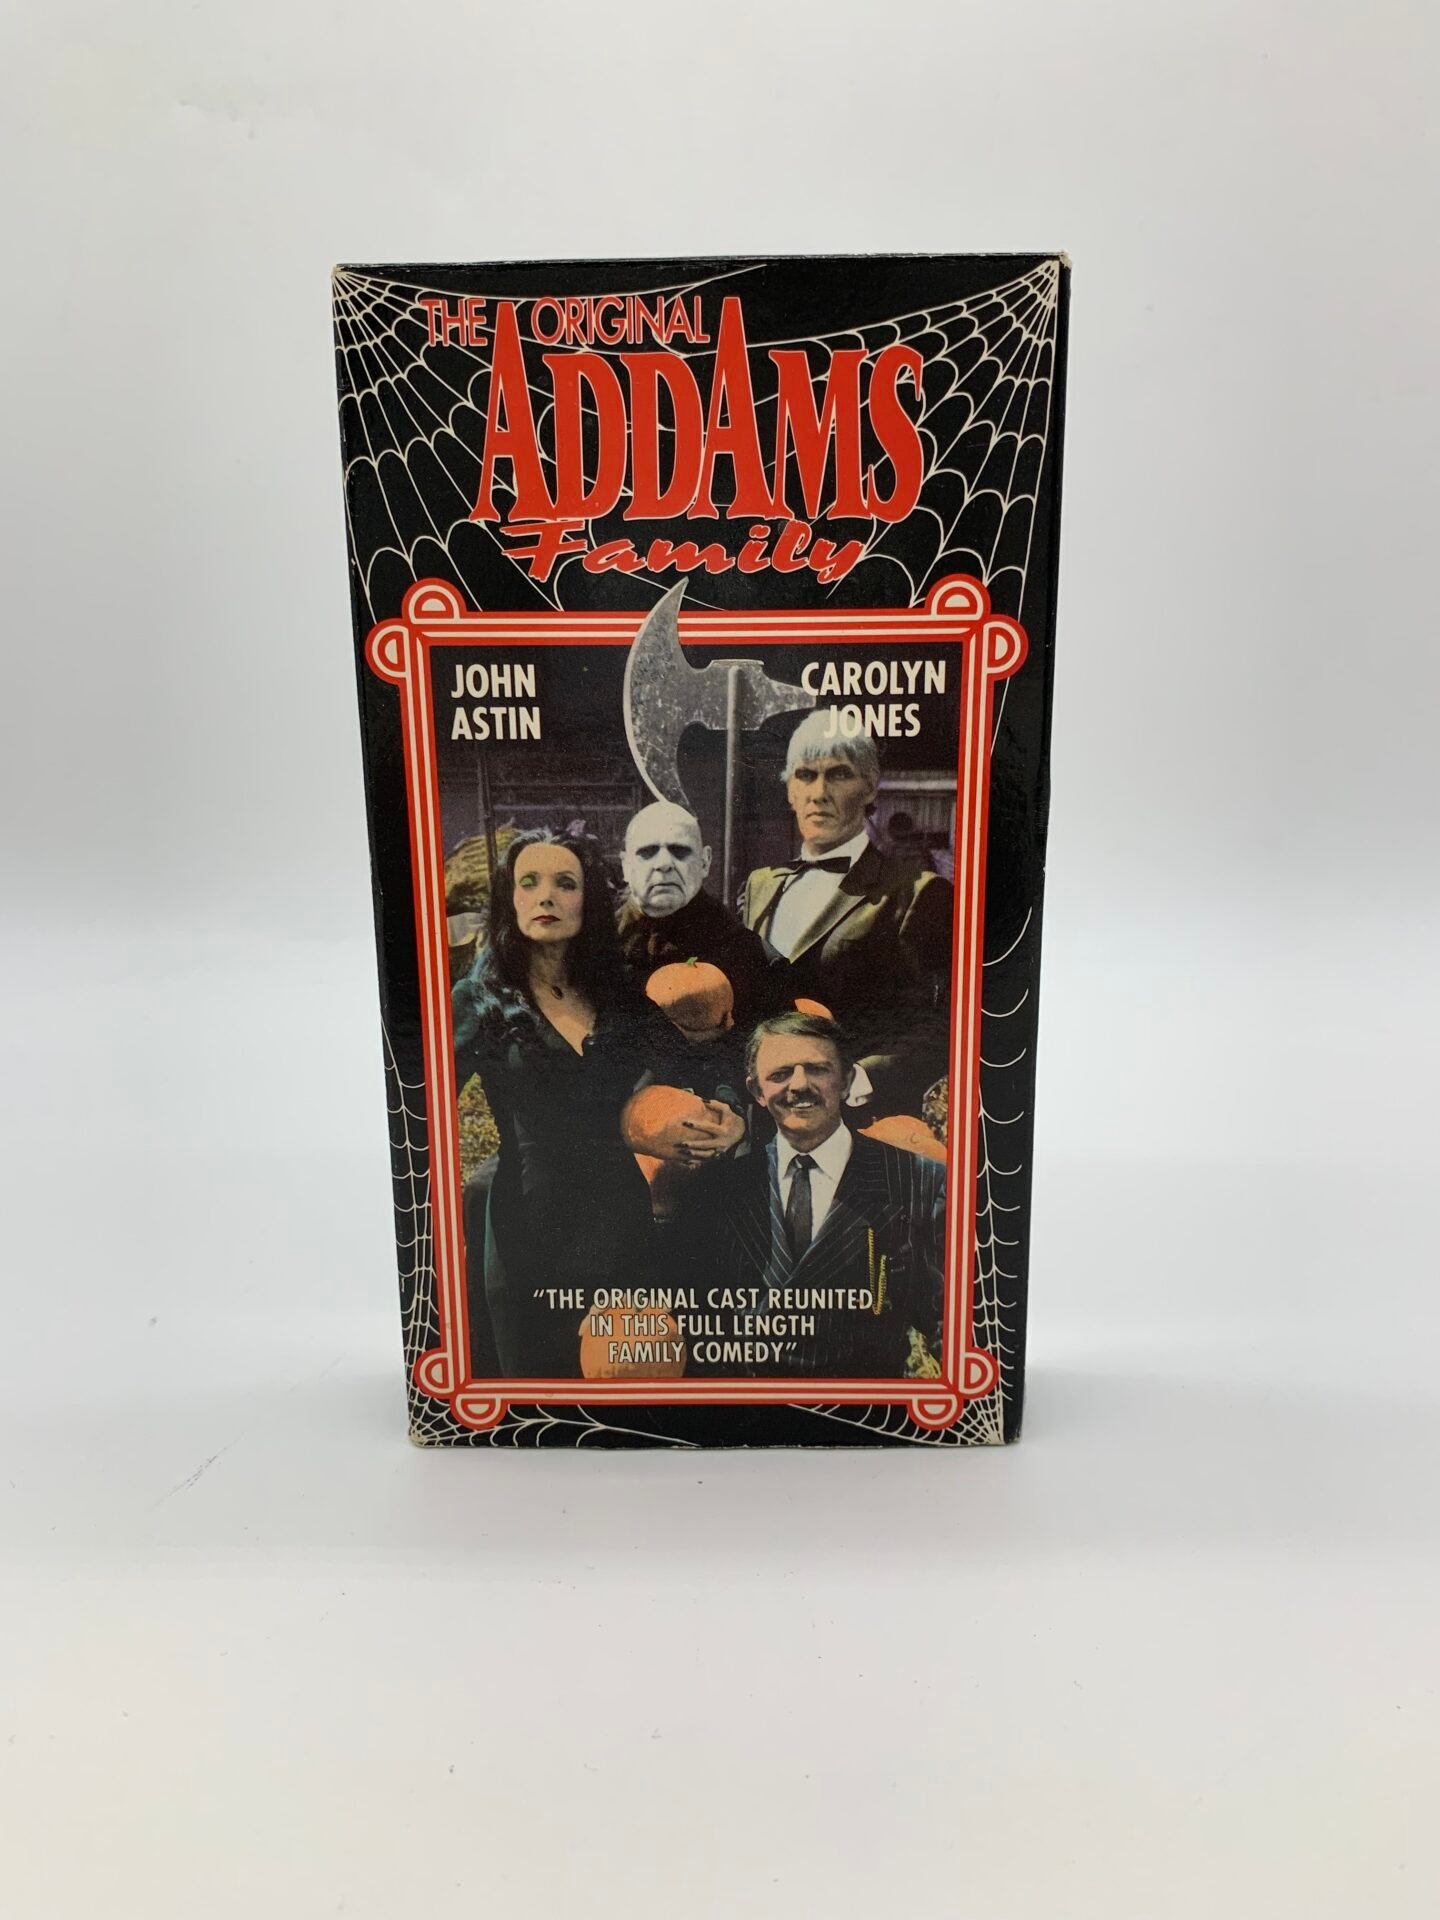 THE ORIGINAL
ADDAMS
Family
JOHN
ASTIN
CAROLYN
JONES
“THE ORIGINAL CAST REUNITED
IN THIS FULL LENGTH
FAMILY COMEDY”